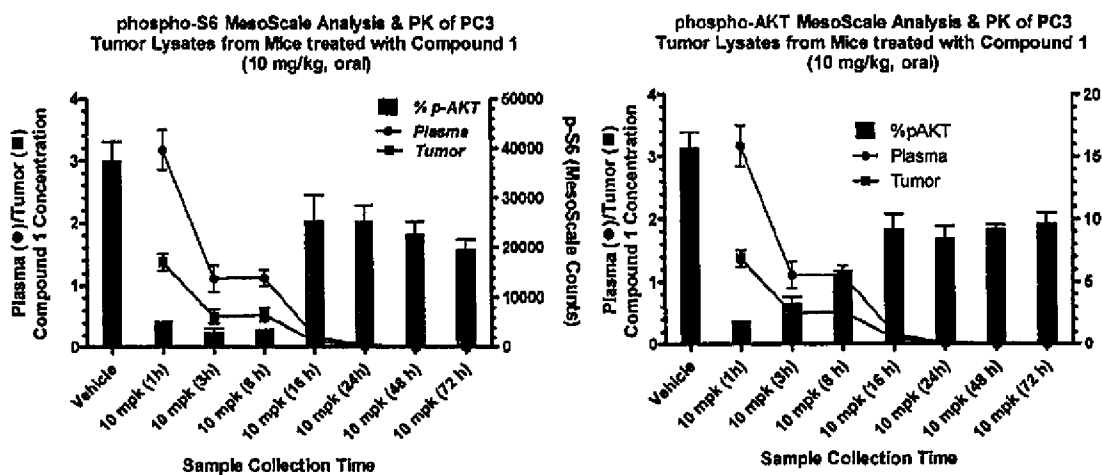 phospho-S6 MesoScale Analysis & PK of PC3
Tumor Lysates from Mice treated with Compound 1
(10 mg/kg, oral)
4
3
2
1
0
Plasma (●)/Tumor (■)
Compound 1 Concentration
% p-AKT
Plasma
Tumor
50000
40000
30000
20000
10000
0
p-S6 (MesoScale
Counts)
Vehicle
10 mpk (1h)
10 mpk (3h)
10 mpk (8 h)
10 mpk (16 h)
10 mpk (24h)
10 mpk (48 h)
10 mpk (72 h)
Sample Collection Time
phospho-AKT MesoScale Analysis & PK of PC3
Tumor Lysates from Mice treated with Compound 1
(10 mg/kg, oral)
4
3
2
1
0
Plasma (●)/Tumor (■)
Compound 1 Concentration
%pAKT
Plasma
Tumor
20
15
10
5
0
Vehicle
10 mpk (1h)
10 mpk (3h)
10 mpk (8 h)
10 mpk (16 h)
10 mpk (24h)
10 mpk (48 h)
10 mpk (72 h)
Sample Collection Time